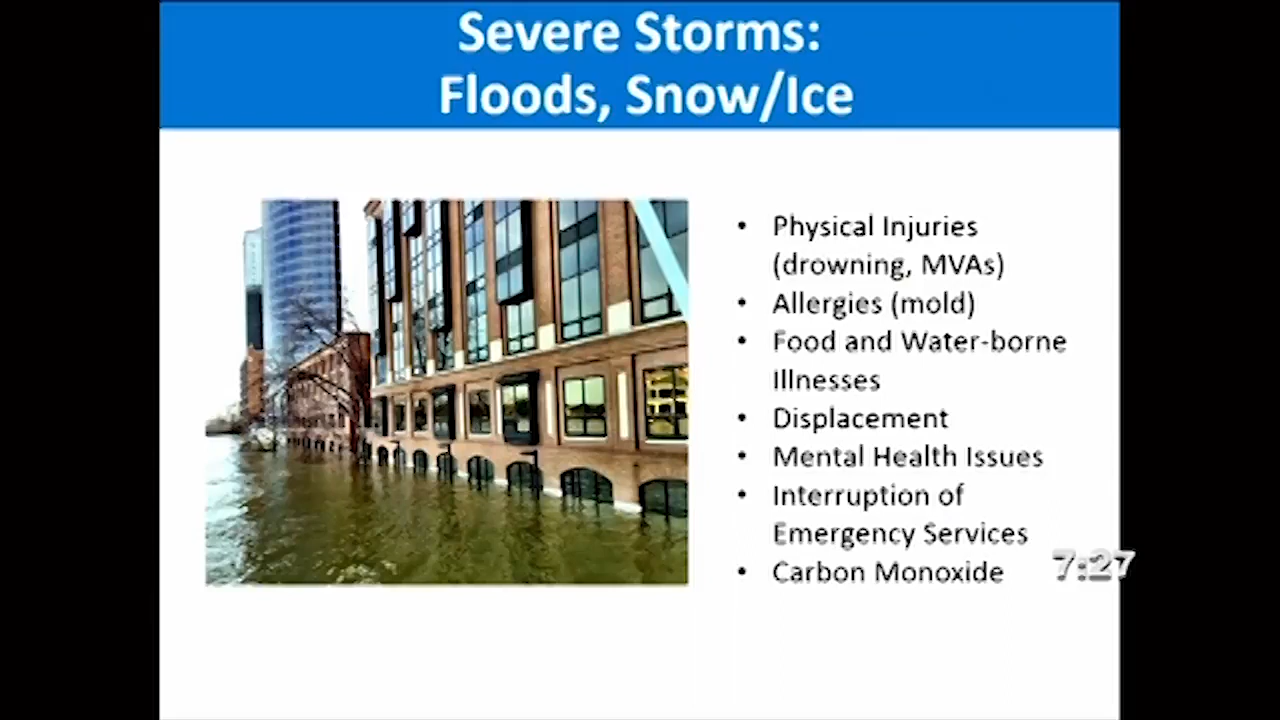 Severe Storms:
Floods, Snow/Ice
• Physical Injuries
(drowning, MVAs)
• Allergies (mold)
• Food and Water-borne
Illnesses
• Displacement
• Mental Health Issues
• Interruption of
Emergency Services
• Carbon Monoxide
7:27